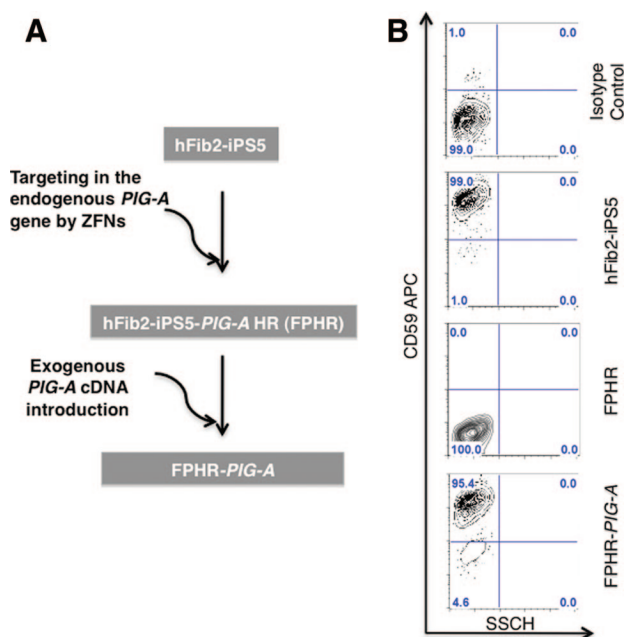 A
hFib2-iPS5
Targeting in the
endogenous PIG-A
gene by ZFNs
hFib2-iPS5-PIG-A HR (FPHR)
Exogenous
PIG-A cDNA
introduction
FPHR-PIG-A
B
CD59 APC
1.0
0.0
99.0
0.0
Isotype
Control
99.0
0.0
1.0
0.0
hFib2-iPS5
0.0
0.0
100.0
0.0
FPHR
95.4
0.0
4.6
0.0
FPHR-PIG-A
SSCH